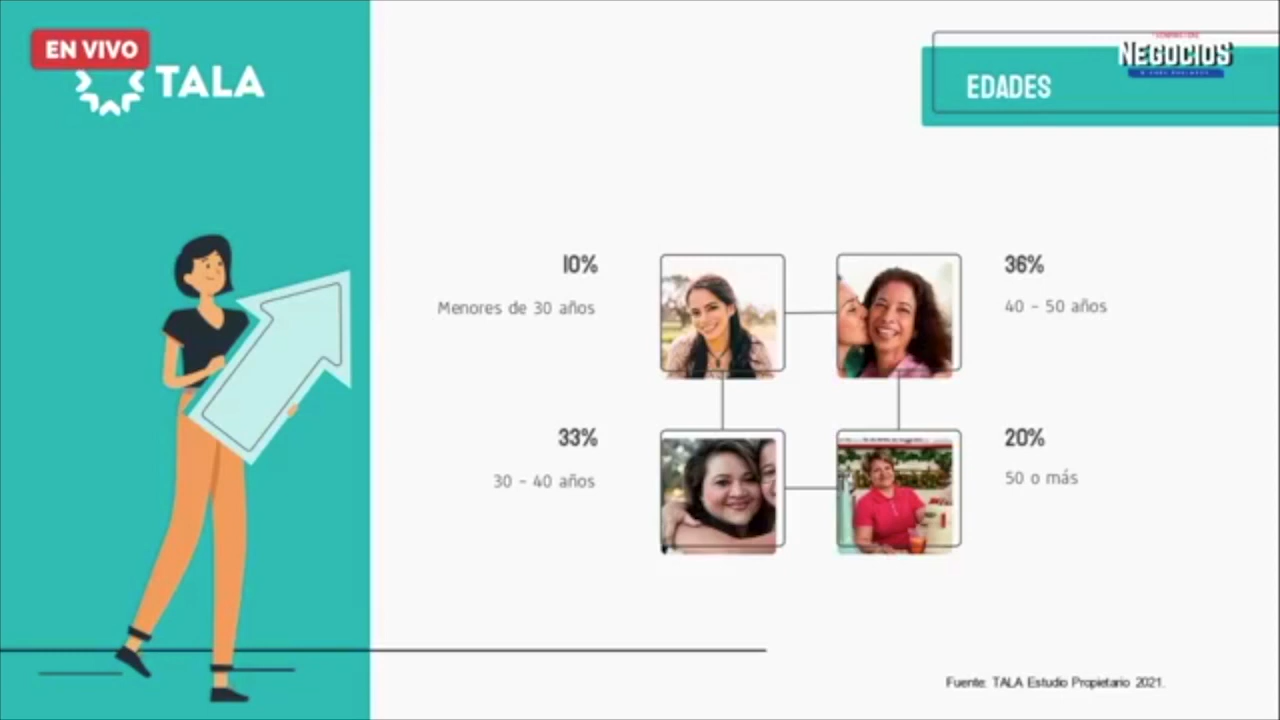 EN VIVO
TALA
EDADES
NEGOCIOS
10%
Menores de 30 años
36%
40 - 50 años
33%
30 - 40 años
20%
50 o más
Fuente: TALA Estudio Propietario 2021.